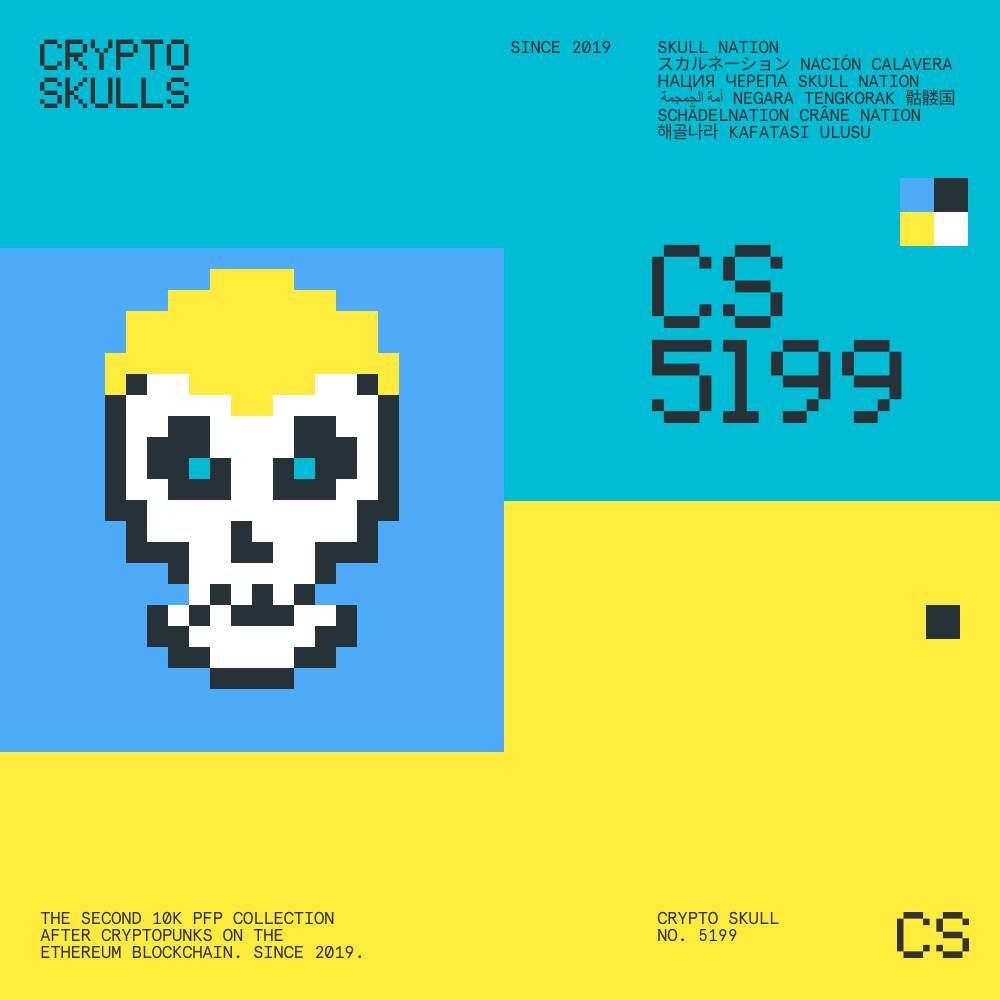 CRYPTO
SKULLS
SINCE 2019
SKULL NATION
スカルネーション NACIÓN CALAVERA
НАЦИЯ ЧЕРЕПА SKULL NATION
أمة الجمجمة NEGARA TENGKORAK 骷髅国
SCHÄDELNATION CRÂNE NATION
해골나라 KAFATASI ULUSU
CS
5199
THE SECOND 10K PFP COLLECTION
AFTER CRYPTOPUNKS ON THE
ETHEREUM BLOCKCHAIN. SINCE 2019.
CRYPTO SKULL
NO. 5199
CS